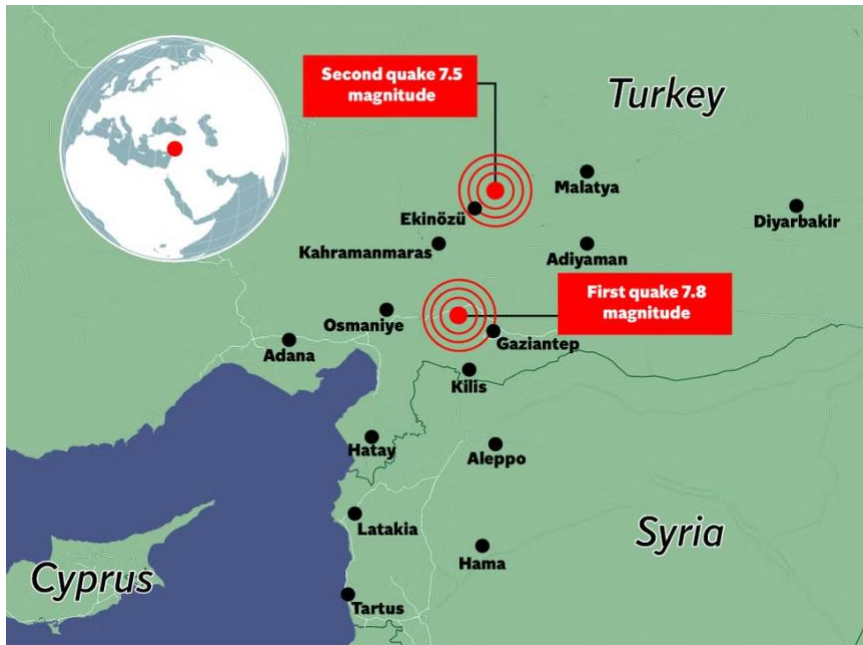 Second quake 7.5
magnitude
Turkey
Malatya
Ekinözü
Diyarbakir
Kahramanmaras
Adiyaman
First quake 7.8
magnitude
Osmaniye
Gaziantep
Adana
Kilis
Hatay
Aleppo
Latakia
Syria
Hama
Cyprus
Tartus